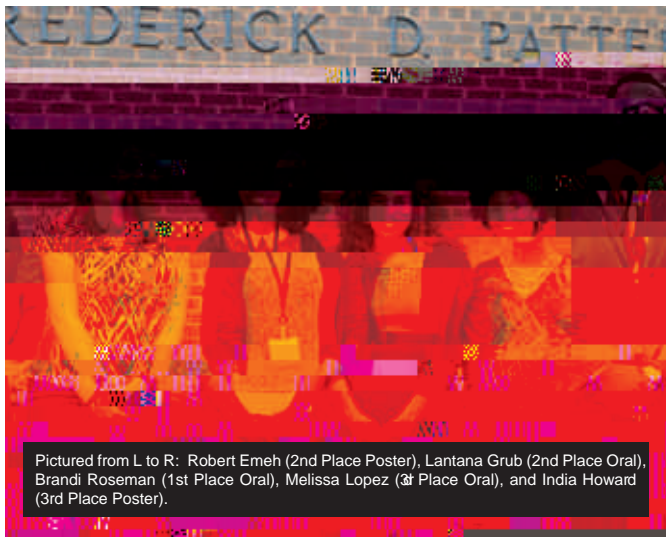 REDERICK D. PATTE
Pictured from L to R: Robert Emeh (2nd Place Poster), Lantana Grub (2nd Place Oral),
Brandi Roseman (1st Place Oral), Melissa Lopez (3rd Place Oral), and India Howard
(3rd Place Poster).